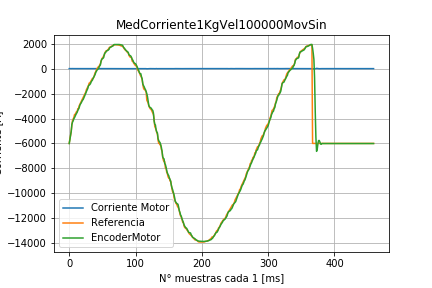 MedCorriente1KgVel100000MovSin
2000
0
−2000
−4000
−6000
−8000
−10000
−12000
−14000
Corriente Motor
Referencia
EncoderMotor
0 100 200 300 400
N° muestras cada 1 [ms]